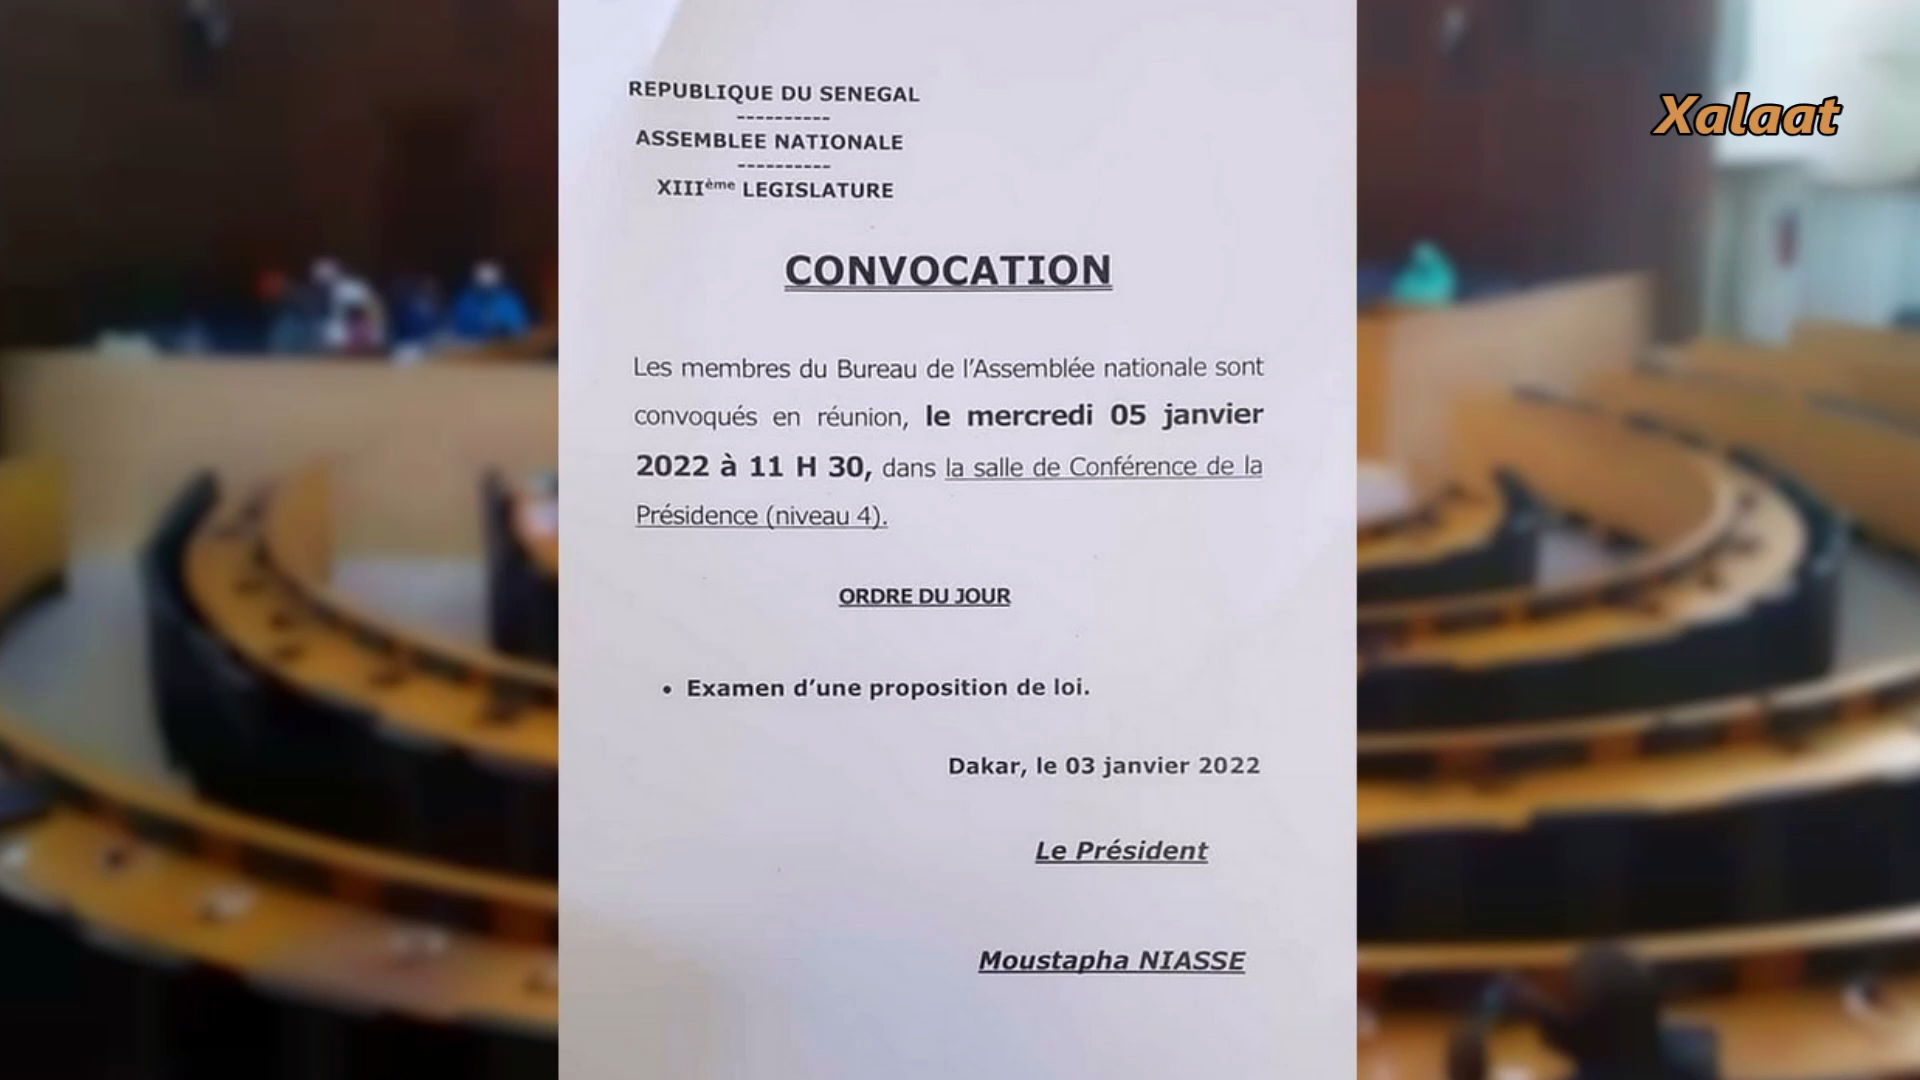 REPUBLIQUE DU SENEGAL
----------
ASSEMBLEE NATIONALE
----------
XIIIème LEGISLATURE
Xalaat
CONVOCATION
Les membres du Bureau de l'Assemblée nationale sont
convoqués en réunion, le mercredi 05 janvier
2022 à 11 H 30, dans la salle de Conférence de la
Présidence (niveau 4).
ORDRE DU JOUR
• Examen d'une proposition de loi.
Dakar, le 03 janvier 2022
Le Président
Moustapha NIASSE